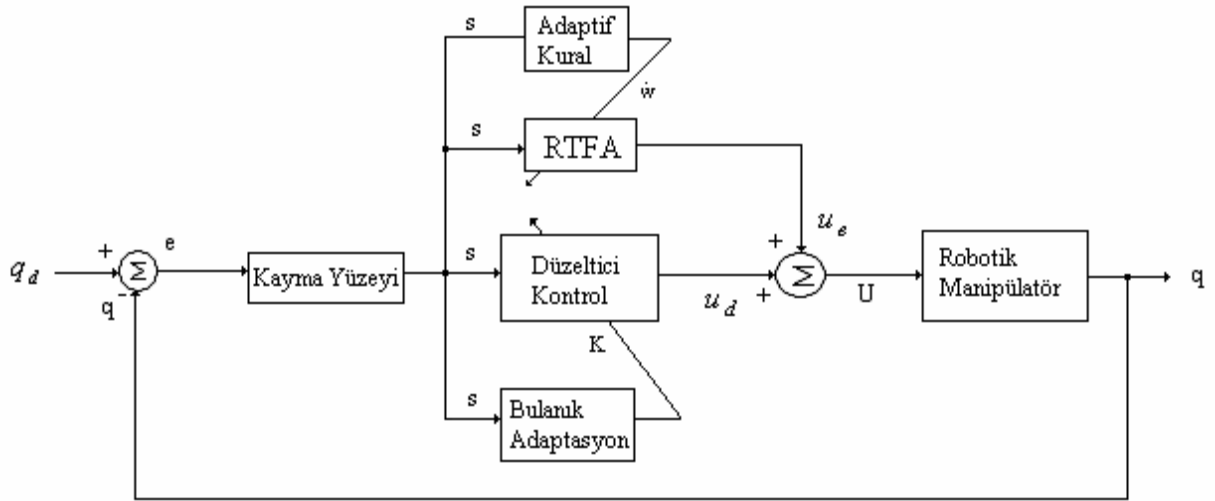 s
Adaptif
Kural
ẇ
s
RTFA
u_e
q_d
+
Σ
-
q
e
Kayma Yüzeyi
s
Düzeltici
Kontrol
u_d
+
+
Σ
U
Robotik
Manipülatör
q
K
s
Bulanık
Adaptasyon